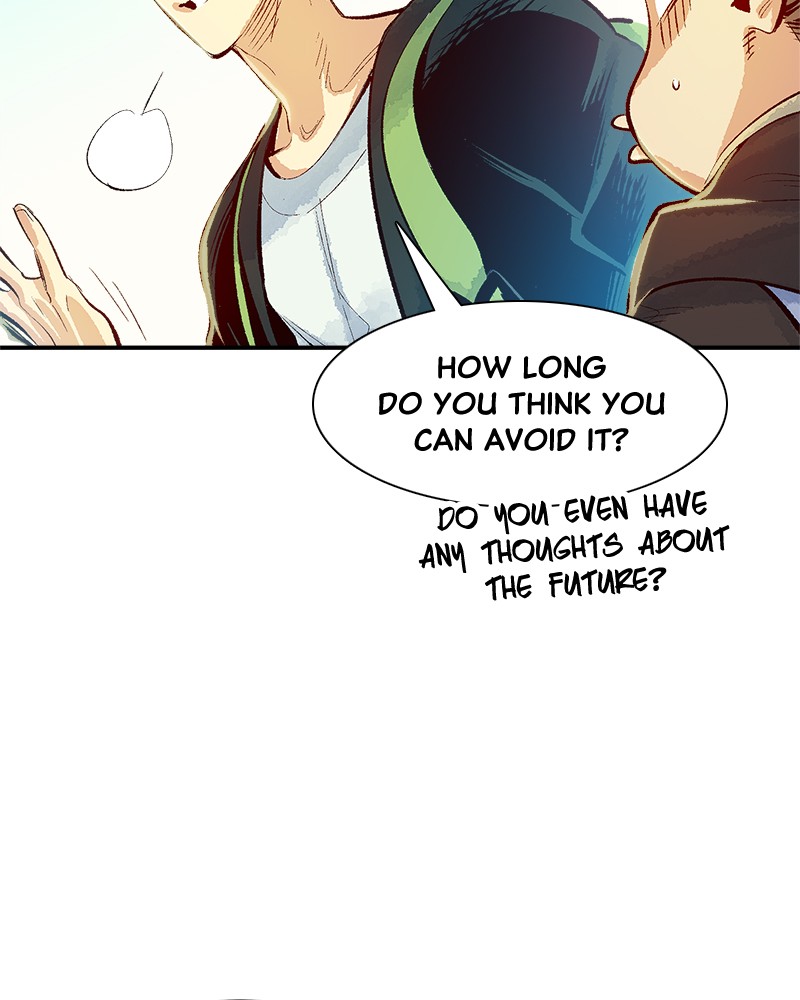 HOW LONG
DO YOU THINK YOU
CAN AVOID IT?
DO YOU EVEN HAVE
ANY THOUGHTS ABOUT
THE FUTURE?